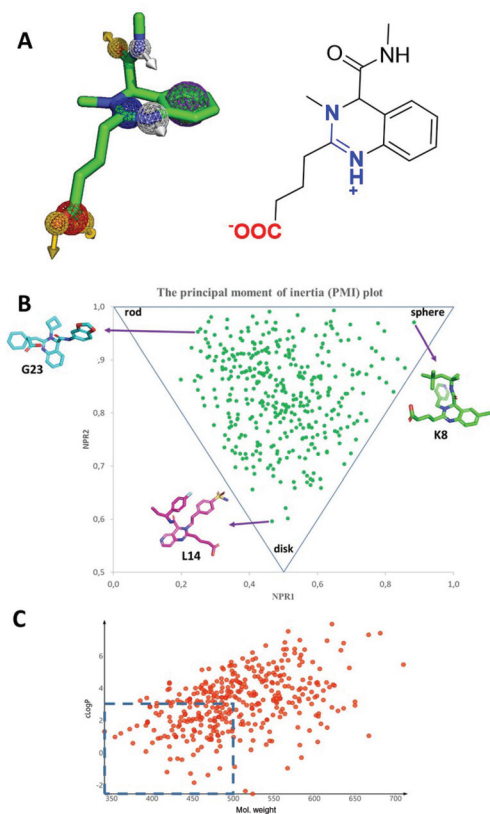 A
O
NH
N
N
H
+
-OOC
B
The principal moment of inertia (PMI) plot
1,0
rod
sphere
G23
,9
NPR2
,8
K8
0,7
0,6
L14
disk
0,5
0,0 0,2 0,4 0,6 0,8 1,0
NPR1
C
cLogP
6
4
2
0
-2
350 400 450 500 550 600 650 700
Mol. weight